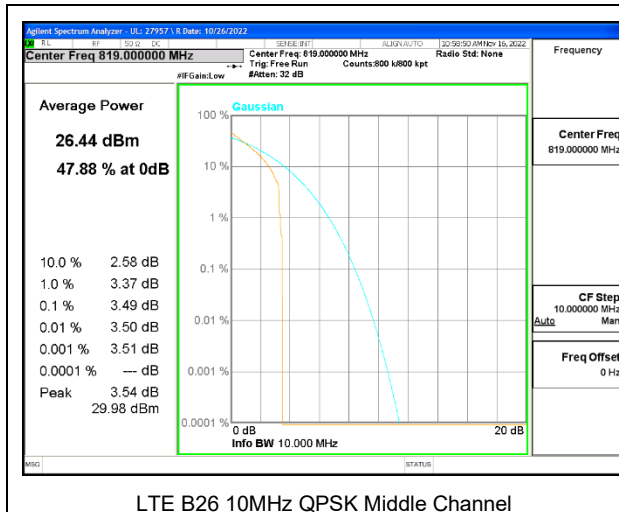 Agilent Spectrum Analyzer - UL: 27957 \ R Date: 10/26/2022
RL RF 50 Ω DC SENSE:INT ALIGN AUTO 10:58:50 AM Nov 16, 2022
Center Freq 819.000000 MHz
Center Freq: 819.000000 MHz Radio Std: None
Trig: Free Run Counts:800 k/800 kpt
#IFGain:Low #Atten: 32 dB
Frequency
Average Power
26.44 dBm
47.88 % at 0dB
10.0 % 2.58 dB
1.0 % 3.37 dB
0.1 % 3.49 dB
0.01 % 3.50 dB
0.001 % 3.51 dB
0.0001 % --- dB
Peak 3.54 dB
29.98 dBm
Gaussian
100 %
10 %
1 %
0.1 %
0.01 %
0.001 %
0.0001 %
0 dB 20 dB
Info BW 10.000 MHz
Center Freq
819.000000 MHz
CF Step
10.000000 MHz
Auto Man
Freq Offset
0 Hz
MSG STATUS
LTE B26 10MHz QPSK Middle Channel